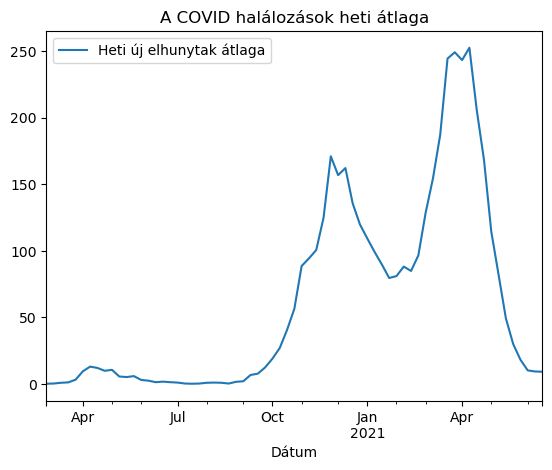 A COVID halálozások heti átlaga
Heti új elhunytak átlaga
250
200
150
100
50
0
Apr
Jul
Oct
Jan
2021
Apr
Dátum